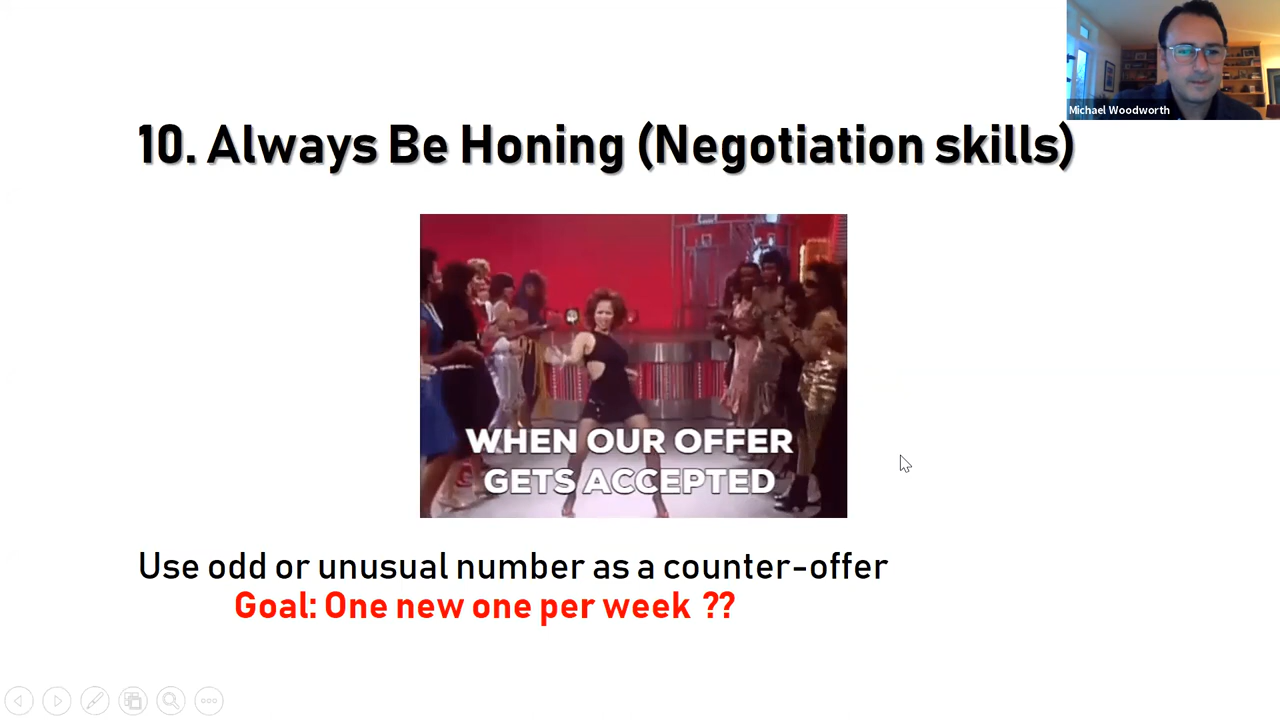 Michael Woodworth
10. Always Be Honing (Negotiation skills)
WHEN OUR OFFER
GETS ACCEPTED
Use odd or unusual number as a counter-offer
Goal: One new one per week ??